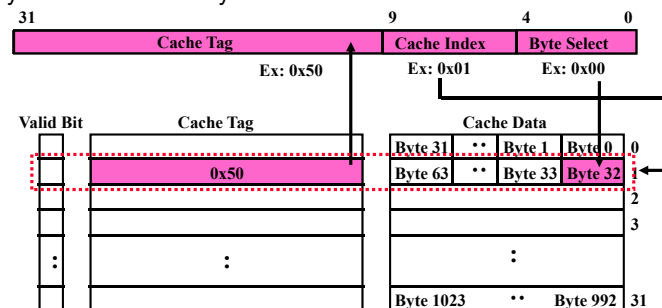 31 9 4 0
Cache Tag Cache Index Byte Select
Ex: 0x50 Ex: 0x01 Ex: 0x00
Valid Bit Cache Tag Cache Data
Byte 31 •• Byte 1 Byte 0 0
0x50 Byte 63 •• Byte 33 Byte 32 1
2
3
: : :
Byte 1023 •• Byte 992 31